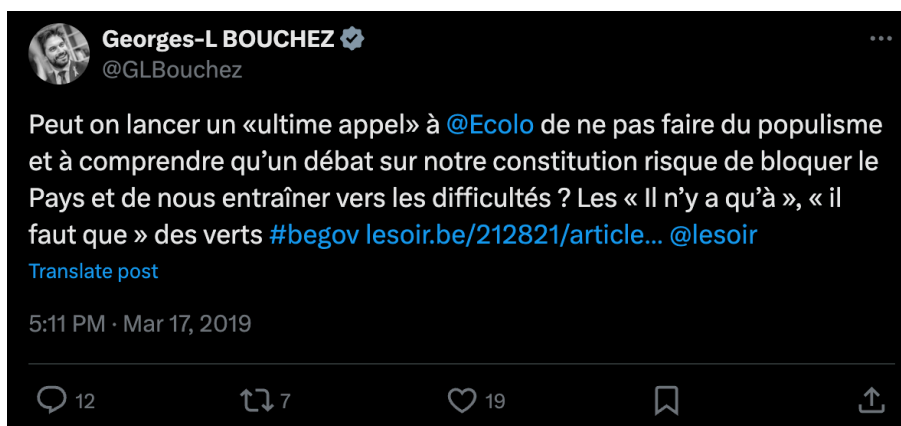 Georges-L BOUCHEZ
@GLBouchez
Peut on lancer un «ultime appel» à @Ecolo de ne pas faire du populisme
et à comprendre qu’un débat sur notre constitution risque de bloquer le
Pays et de nous entraîner vers les difficultés ? Les « Il n’y a qu’à », « il
faut que » des verts #begov lesoir.be/212821/article... @lesoir
Translate post
5:11 PM · Mar 17, 2019
12 7 19